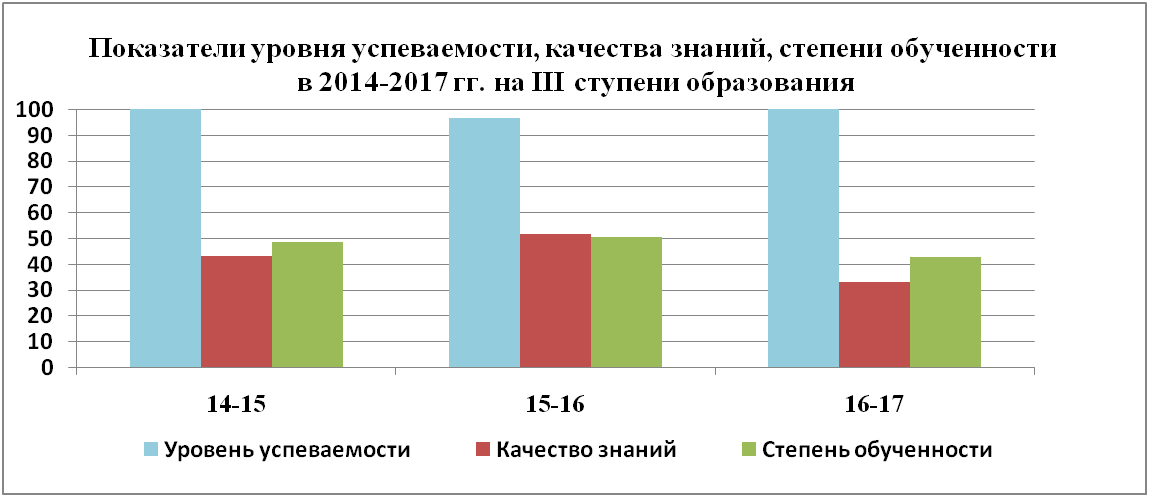 Показатели уровня успеваемости, качества знаний, степени обученности
в 2014-2017 гг. на III ступени образования
100
90
80
70
60
50
40
30
20
10
0
14-15 15-16 16-17
Уровень успеваемости Качество знаний Степень обученности